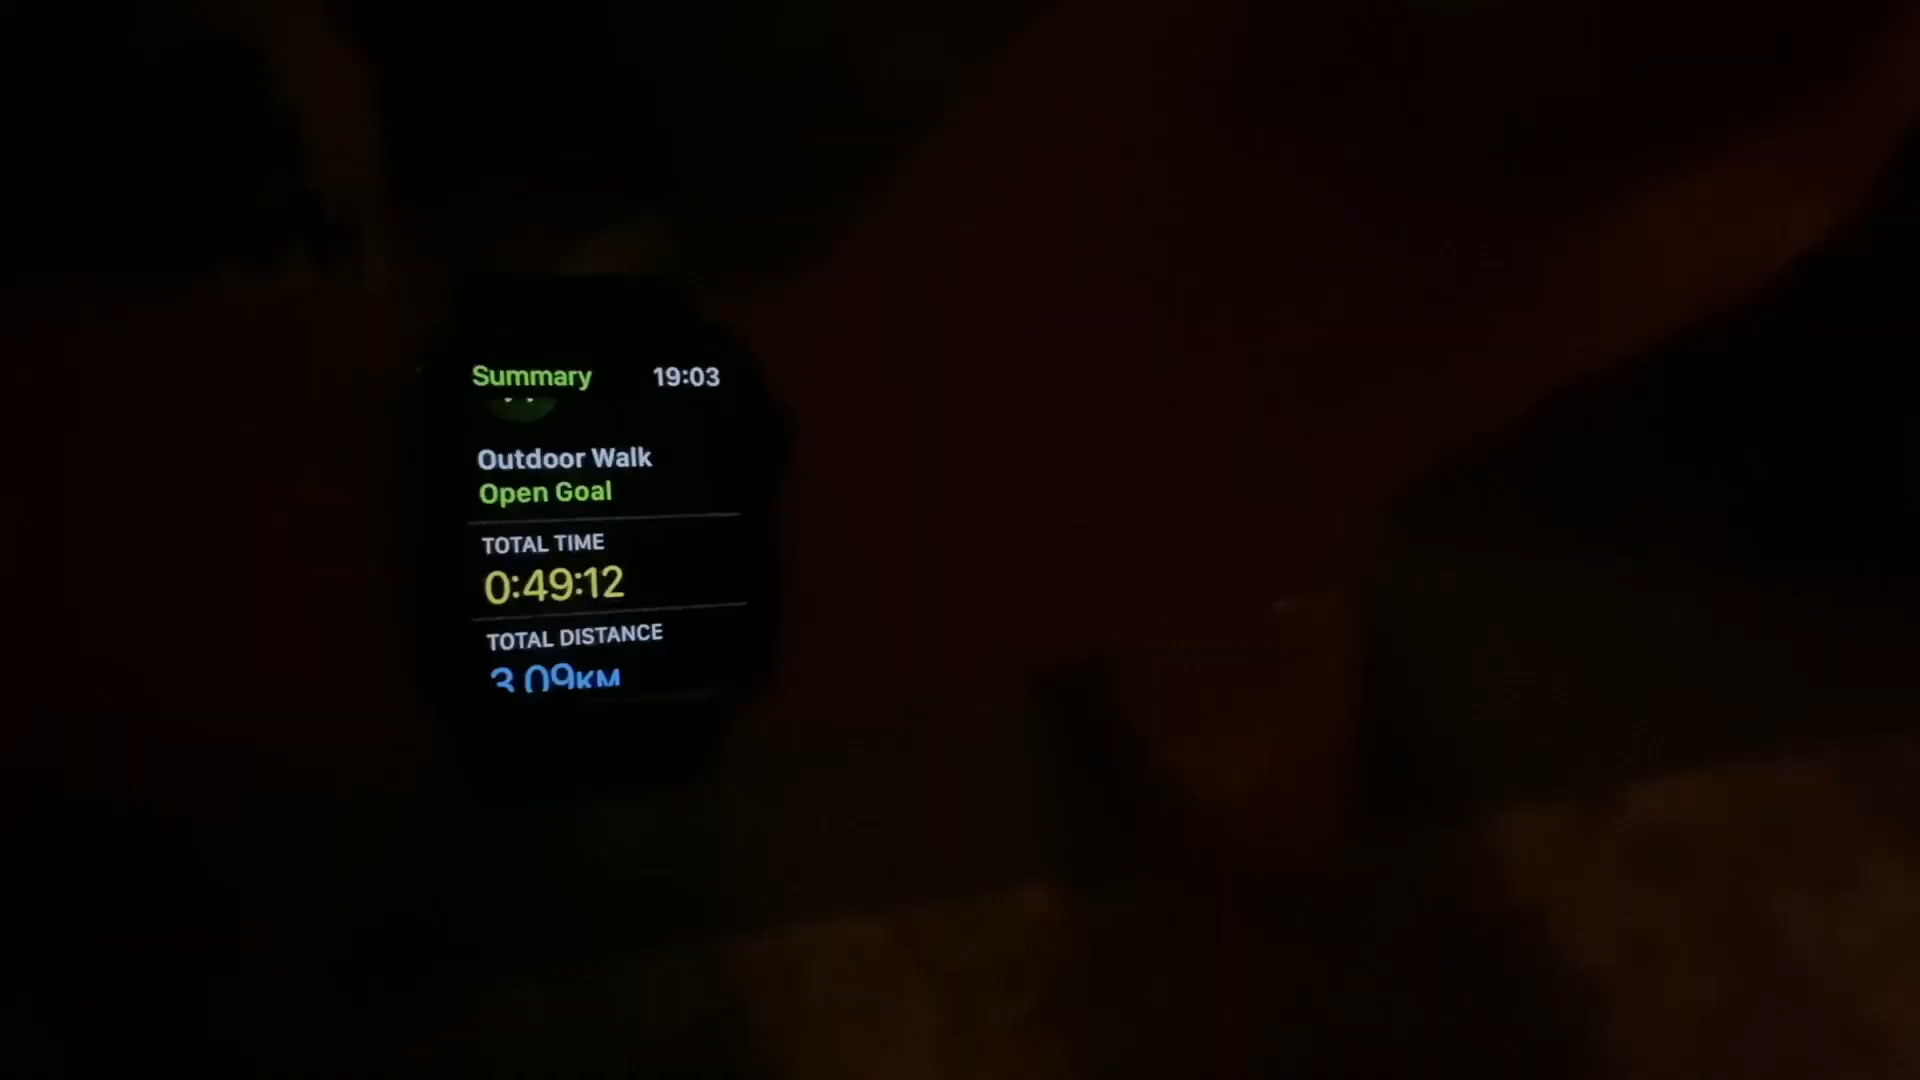 Summary 19:03
Outdoor Walk
Open Goal
TOTAL TIME
0:49:12
TOTAL DISTANCE
3.09KM